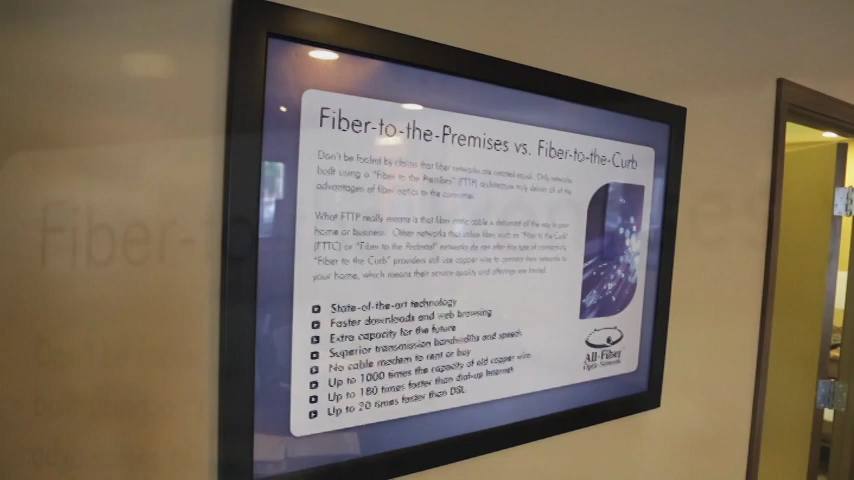 Fiber-to-the-Premises vs. Fiber-to-the-Curb
Don't be fooled by claims that fiber networks are created equal. Only networks
built using a "Fiber to the Premises" (FTTP) architecture truly deliver all of the
advantages of fiber-optics to the consumer.
What FTTP really means is that fiber optic cable is delivered all the way to your
home or business. Other networks that utilize fiber, such as "Fiber to the Curb"
(FTTC) or "Fiber to the Pedestal" networks do not offer this type of connectivity.
"Fiber to the Curb" providers still use copper wire to connect their networks to
your home, which means their service quality and offerings are limited.
State-of-the-art technology
Faster downloads and web browsing
Extra capacity for the future
Superior transmission bandwidths and speeds
No cable modem to rent or buy
Up to 1000 times the capacity of old copper wire
Up to 180 times faster than dial-up Internet
Up to 20 times faster than DSL
All-Fiber
Optic Network
Fiber-to